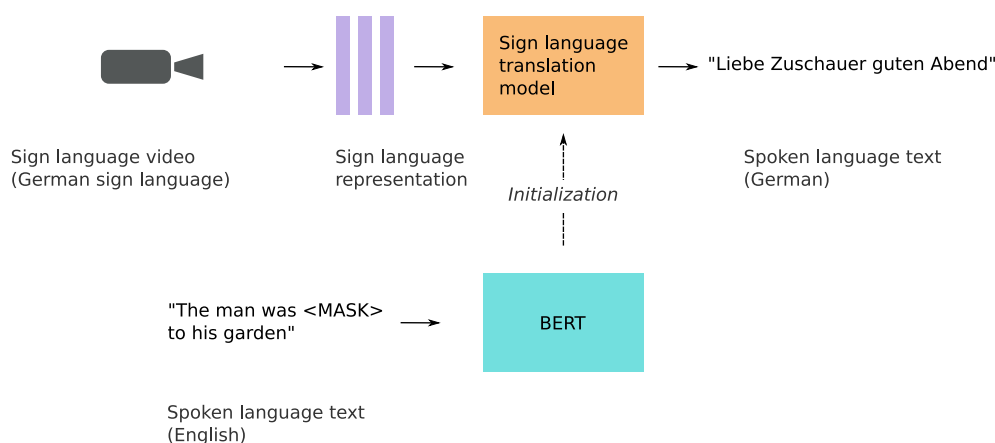 Sign language
translation
model
"Liebe Zuschauer guten Abend"
Sign language video
(German sign language)
Sign language
representation
Spoken language text
(German)
Initialization
"The man was <MASK>
to his garden"
BERT
Spoken language text
(English)